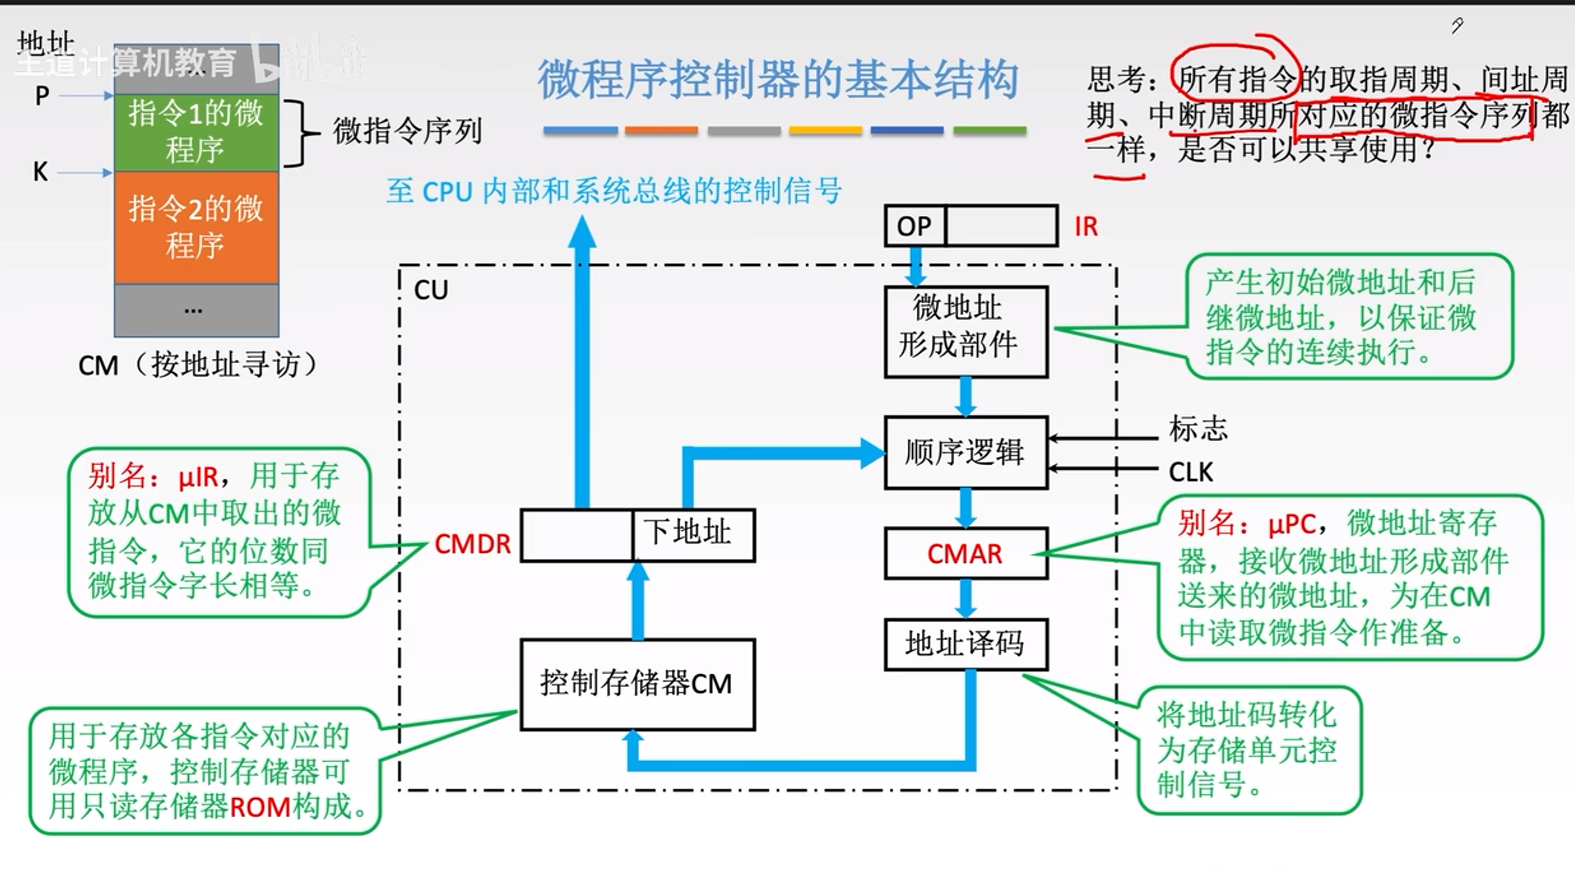 地址
王道计算机教育
...
P
指令1的微
程序
微指令序列
K
指令2的微
程序
...
CM（按地址寻访）
微程序控制器的基本结构
思考：所有指令的取指周期、间址周
期、中断周期所对应的微指令序列都
一样，是否可以共享使用？
至 CPU 内部和系统总线的控制信号
OP
IR
CU
微地址
形成部件
产生初始微地址和后
继微地址，以保证微
指令的连续执行。
顺序逻辑
标志
CLK
别名：μIR，用于存
放从CM中取出的微
指令，它的位数同
微指令字长相等。
CMDR
下地址
CMAR
别名：μPC，微地址寄存
器，接收微地址形成部件
送来的微地址，为在CM
中读取微指令作准备。
地址译码
控制存储器CM
用于存放各指令对应的
微程序，控制存储器可
用只读存储器ROM构成。
将地址码转化
为存储单元控
制信号。